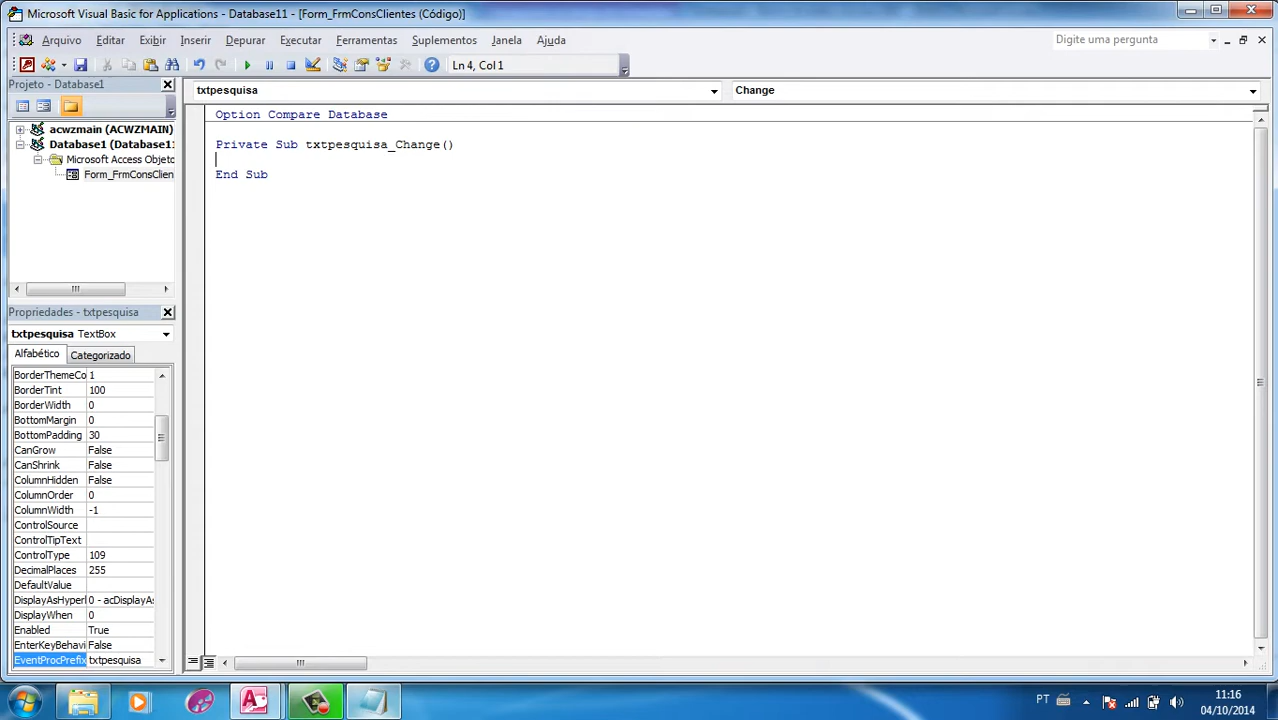 Microsoft Visual Basic for Applications - Database11 - [Form_FrmConsClientes (Código)]
Arquivo Editar Exibir Inserir Depurar Executar Ferramentas Suplementos Janela Ajuda Digite uma pergunta
Ln 4, Col 1
Projeto - Database1
txtpesquisa Change
acwzmain (ACWZMAIN)
Database1 (Database11
Microsoft Access Objeto
Form_FrmConsClien
Option Compare Database
Private Sub txtpesquisa_Change()
End Sub
Propriedades - txtpesquisa
txtpesquisa TextBox
Alfabético Categorizado
BorderThemeCo 1
BorderTint 100
BorderWidth 0
BottomMargin 0
BottomPadding 30
CanGrow False
CanShrink False
ColumnHidden False
ColumnOrder 0
ColumnWidth -1
ControlSource
ControlTipText
ControlType 109
DecimalPlaces 255
DefaultValue
DisplayAsHyperl 0 - acDisplayAs
DisplayWhen 0
Enabled True
EnterKeyBehavi False
EventProcPrefix txtpesquisa
PT
11:16
04/10/2014